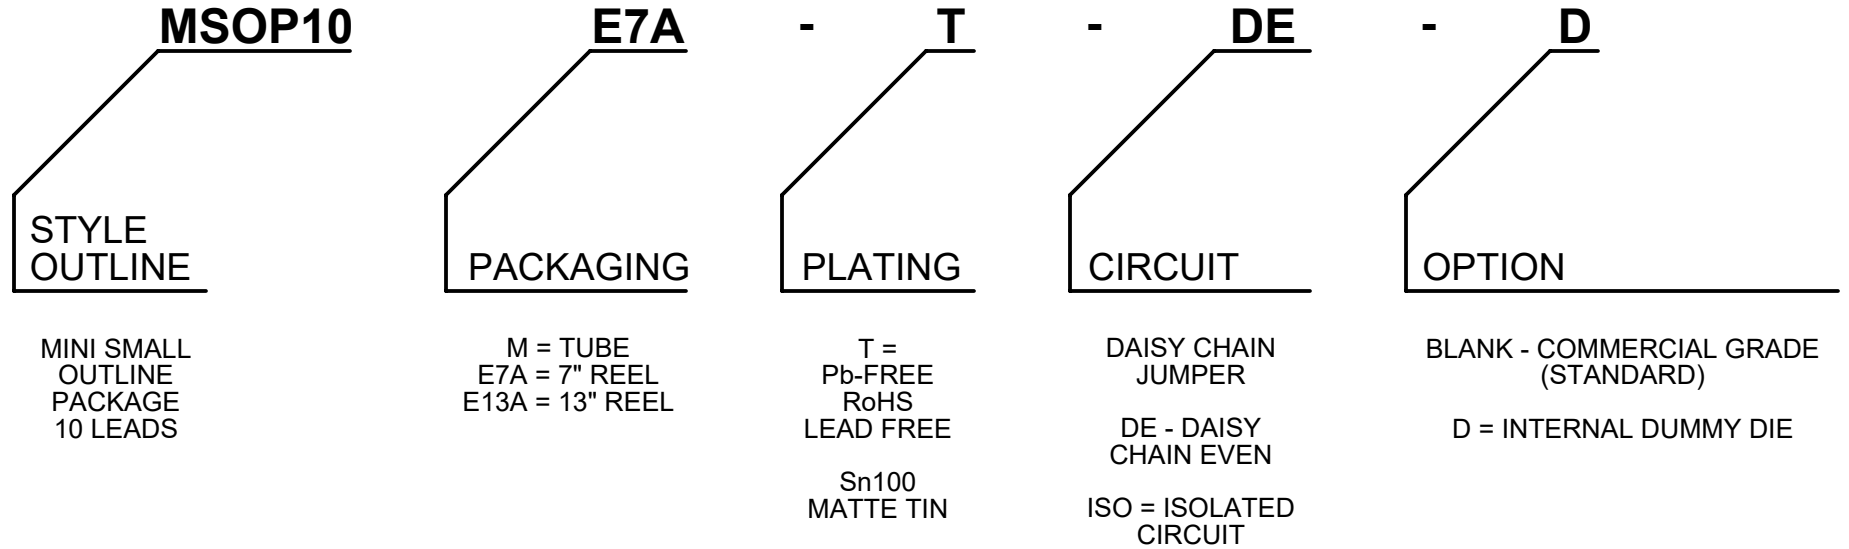 MSOP10 E7A - T - DE - D
STYLE
OUTLINE
PACKAGING
PLATING
CIRCUIT
OPTION
MINI SMALL
OUTLINE
PACKAGE
10 LEADS
M = TUBE
E7A = 7" REEL
E13A = 13" REEL
T =
Pb-FREE
RoHS
LEAD FREE
Sn100
MATTE TIN
DAISY CHAIN
JUMPER
DE - DAISY
CHAIN EVEN
ISO = ISOLATED
CIRCUIT
BLANK - COMMERCIAL GRADE
(STANDARD)
D = INTERNAL DUMMY DIE